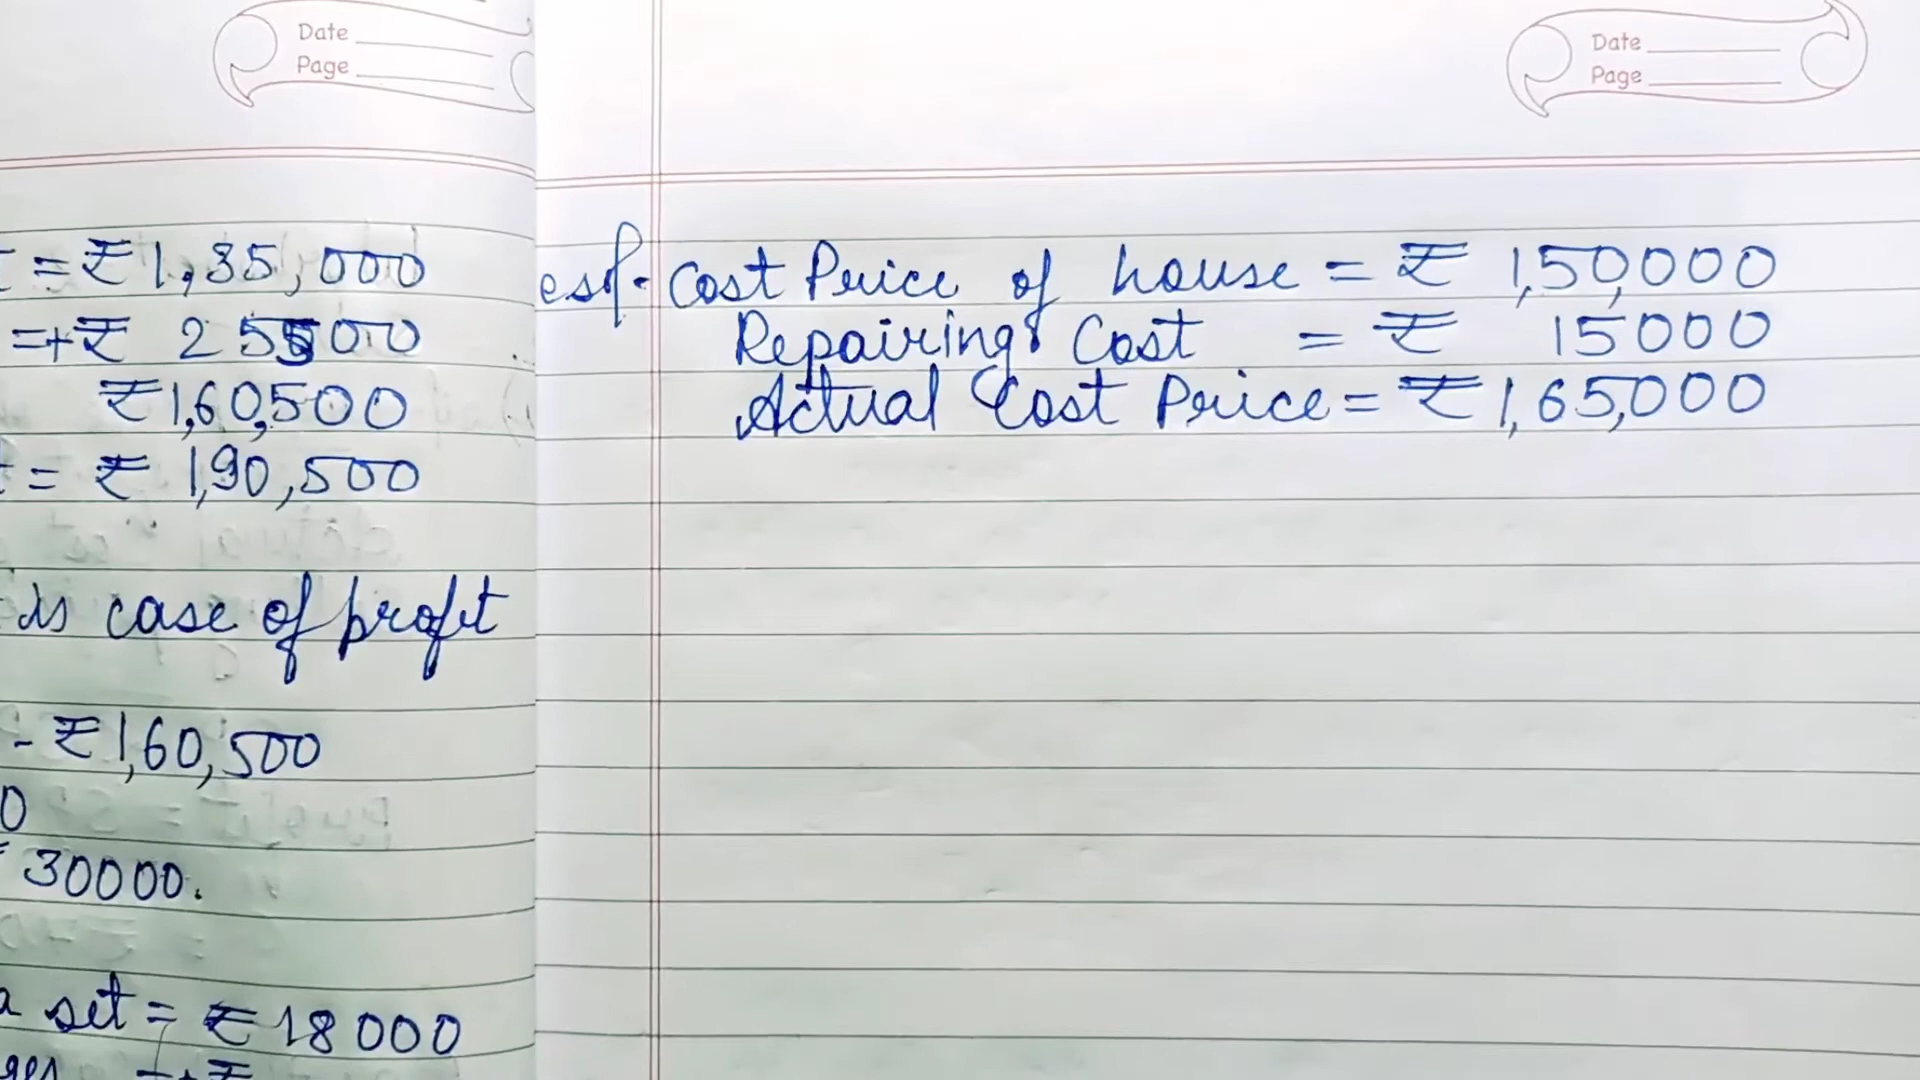 Date
Page
= ₹ 1,35,000
=+₹ 25500
₹1,60,500
= ₹ 1,90,500
is case of profit
- ₹1,60,500
0
30000.
a set = ₹ 18000
Date
Page
Cost Price of house = ₹ 1,50,000
Repairing Cost = ₹ 15000
Actual Cost Price = ₹ 1,65,000